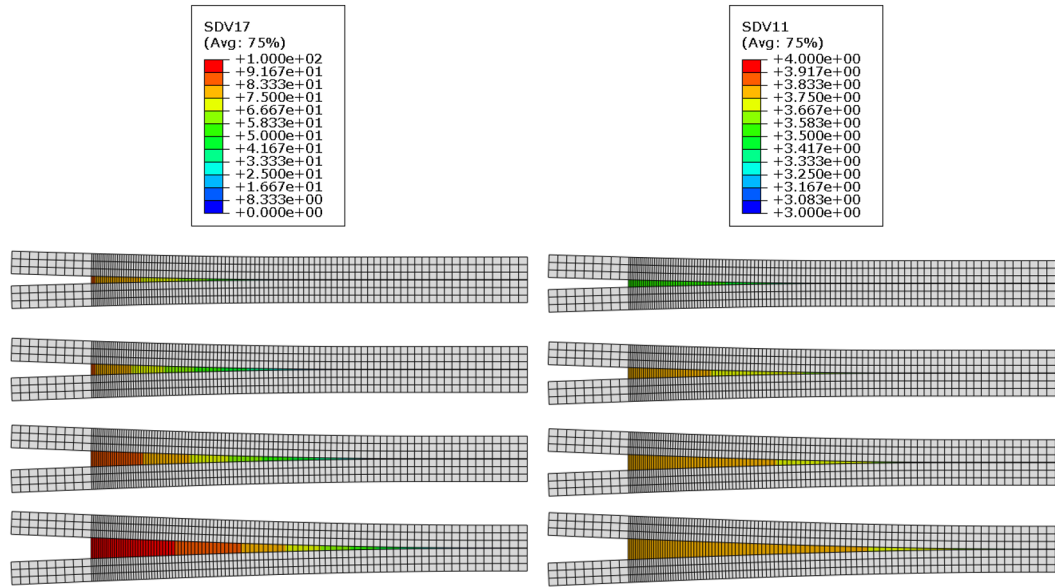 SDV17
(Avg: 75%)
+1.000e+02
+9.167e+01
+8.333e+01
+7.500e+01
+6.667e+01
+5.833e+01
+5.000e+01
+4.167e+01
+3.333e+01
+2.500e+01
+1.667e+01
+8.333e+00
+0.000e+00
SDV11
(Avg: 75%)
+4.000e+00
+3.917e+00
+3.833e+00
+3.750e+00
+3.667e+00
+3.583e+00
+3.500e+00
+3.417e+00
+3.333e+00
+3.250e+00
+3.167e+00
+3.083e+00
+3.000e+00